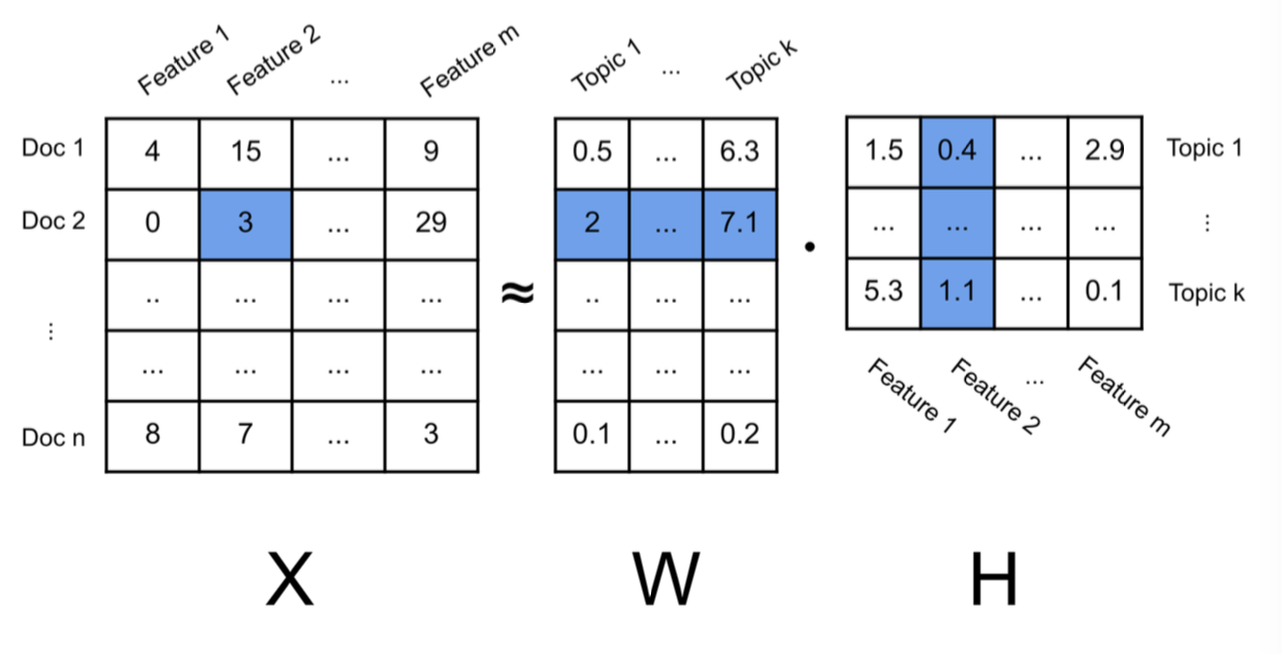 Feature 1 Feature 2 ... Feature m Topic 1 ... Topic k
Doc 1 4 15 ... 9 0.5 ... 6.3 1.5 0.4 ... 2.9 Topic 1
Doc 2 0 3 ... 29 2 ... 7.1 ... ... ... ... ⋮
.. ... ... ... ≈ .. ... ... · 5.3 1.1 ... 0.1 Topic k
⋮ ... ... ... ... ... ... ... Feature 1 Feature 2 ... Feature m
Doc n 8 7 ... 3 0.1 ... 0.2
X W H